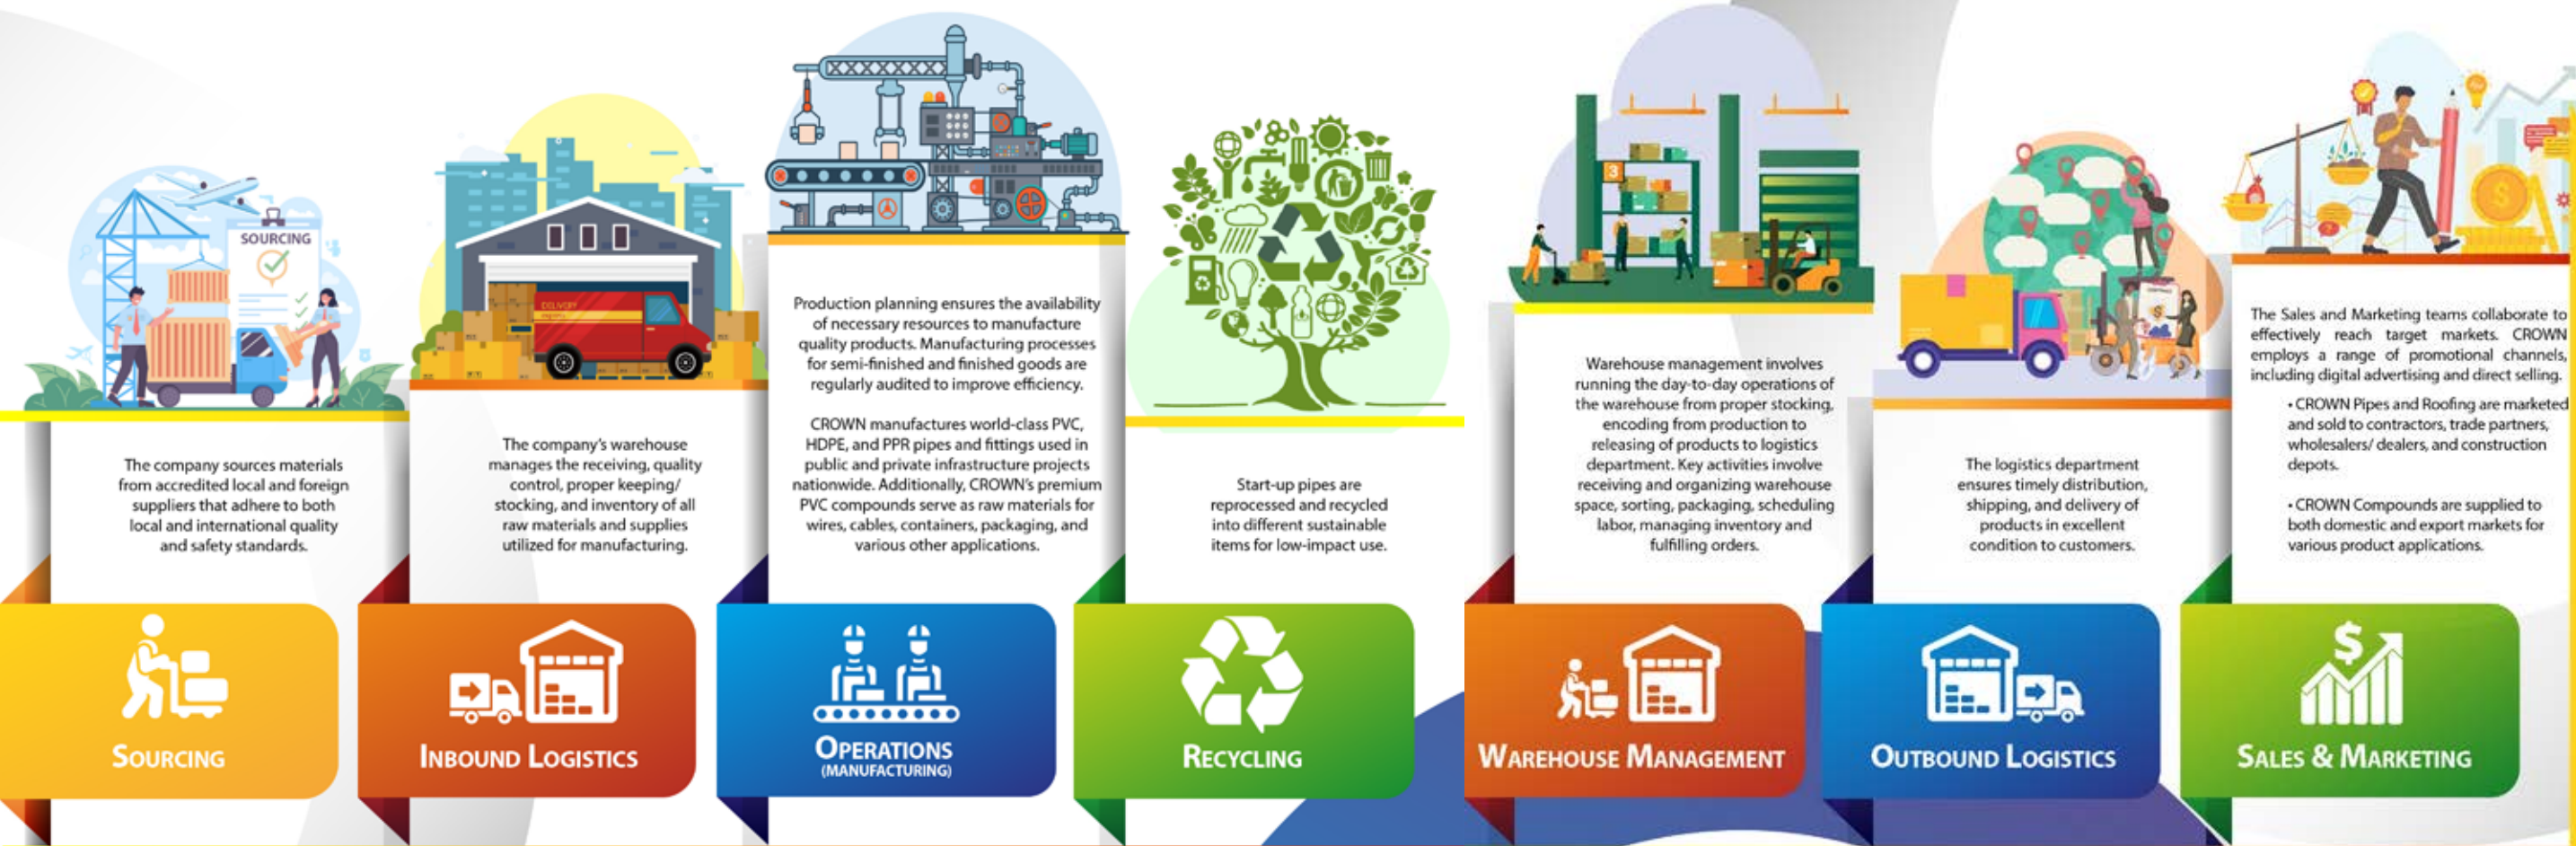 SOURCING
The company sources materials
from accredited local and foreign
suppliers that adhere to both
local and international quality
and safety standards.
SOURCING
DELIVERY
The company's warehouse
manages the receiving, quality
control, proper keeping/
stocking, and inventory of all
raw materials and supplies
utilized for manufacturing.
INBOUND LOGISTICS
Production planning ensures the availability
of necessary resources to manufacture
quality products. Manufacturing processes
for semi-finished and finished goods are
regularly audited to improve efficiency.
CROWN manufactures world-class PVC,
HDPE, and PPR pipes and fittings used in
public and private infrastructure projects
nationwide. Additionally, CROWN's premium
PVC compounds serve as raw materials for
wires, cables, containers, packaging, and
various other applications.
OPERATIONS
(MANUFACTURING)
Start-up pipes are
reprocessed and recycled
into different sustainable
items for low-impact use.
RECYCLING
3
Warehouse management involves
running the day-to-day operations of
the warehouse from proper stocking,
encoding from production to
releasing of products to logistics
department. Key activities involve
receiving and organizing warehouse
space, sorting, packaging, scheduling
labor, managing inventory and
fulfilling orders.
WAREHOUSE MANAGEMENT
The logistics department
ensures timely distribution,
shipping, and delivery of
products in excellent
condition to customers.
OUTBOUND LOGISTICS
The Sales and Marketing teams collaborate to
effectively reach target markets. CROWN
employs a range of promotional channels,
including digital advertising and direct selling.
• CROWN Pipes and Roofing are marketed
and sold to contractors, trade partners,
wholesalers/ dealers, and construction
depots.
• CROWN Compounds are supplied to
both domestic and export markets for
various product applications.
SALES & MARKETING